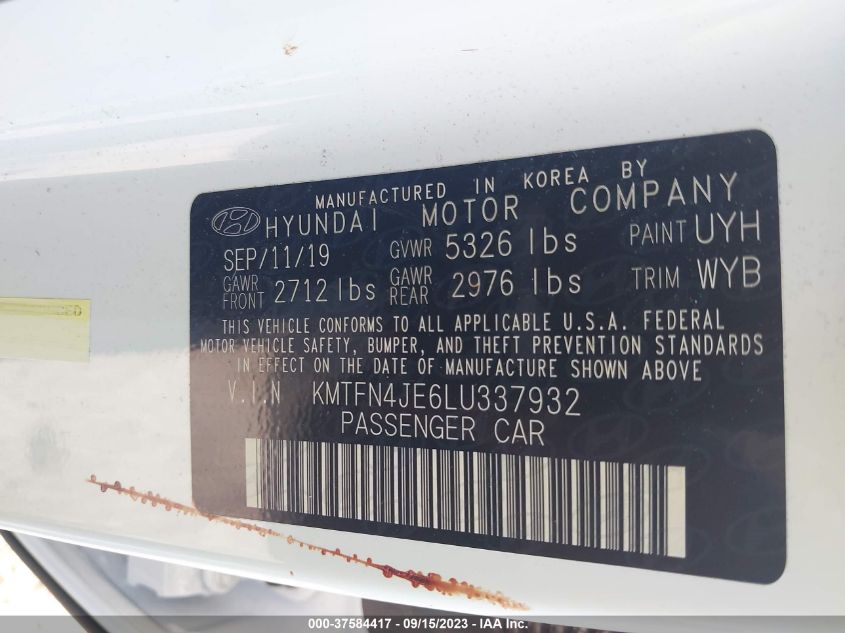 MANUFACTURED IN KOREA BY
HYUNDAI MOTOR COMPANY
SEP/11/19 GVWR 5326 lbs PAINT UYH
GAWR FRONT 2712 lbs GAWR REAR 2976 lbs TRIM WYB
THIS VEHICLE CONFORMS TO ALL APPLICABLE U.S.A. FEDERAL
MOTOR VEHICLE SAFETY, BUMPER, AND THEFT PREVENTION STANDARDS
IN EFFECT ON THE DATE OF MANUFACTURE SHOWN ABOVE
V.I.N KMTFN4JE6LU337932
PASSENGER CAR
000-37584417 - 09/15/2023 - IAA Inc.